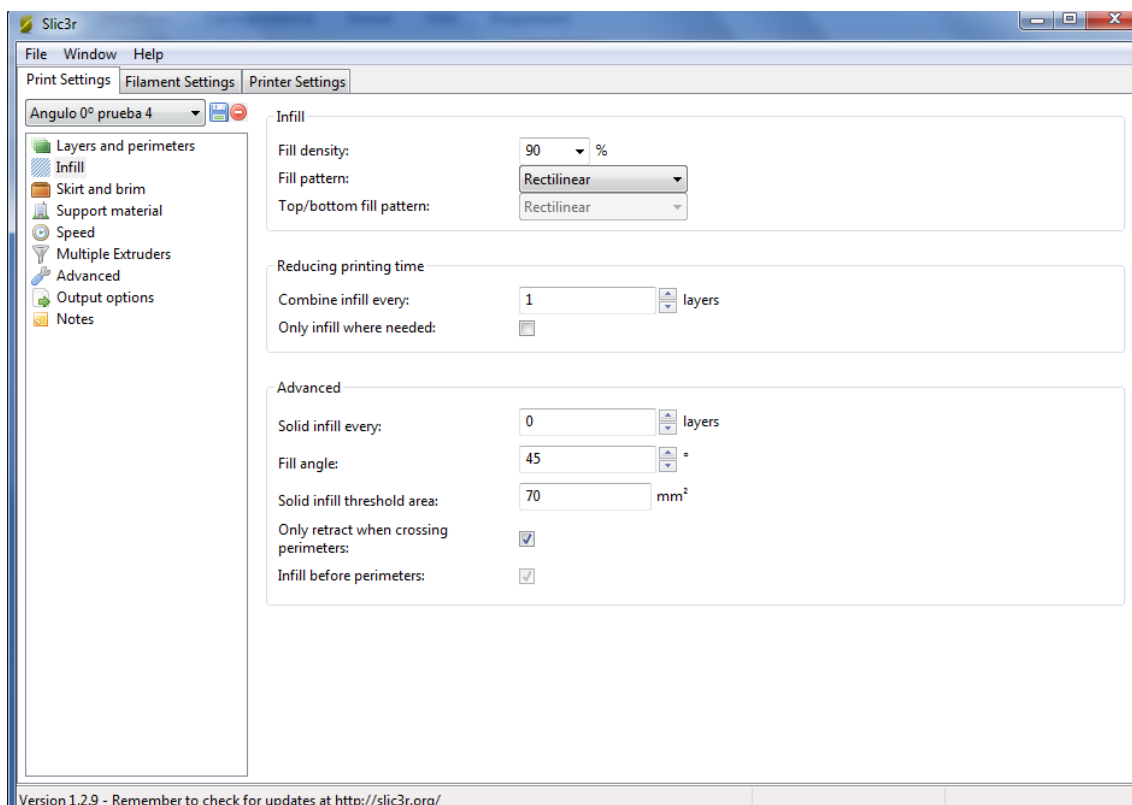 Slic3r
File Window Help
Print Settings Filament Settings Printer Settings
Angulo 0º prueba 4
Layers and perimeters
Infill
Skirt and brim
Support material
Speed
Multiple Extruders
Advanced
Output options
Notes
Infill
Fill density: 90 %
Fill pattern: Rectilinear
Top/bottom fill pattern: Rectilinear
Reducing printing time
Combine infill every: 1 layers
Only infill where needed:
Advanced
Solid infill every: 0 layers
Fill angle: 45 °
Solid infill threshold area: 70 mm²
Only retract when crossing
perimeters:
Infill before perimeters:
Version 1.2.9 - Remember to check for updates at http://slic3r.org/